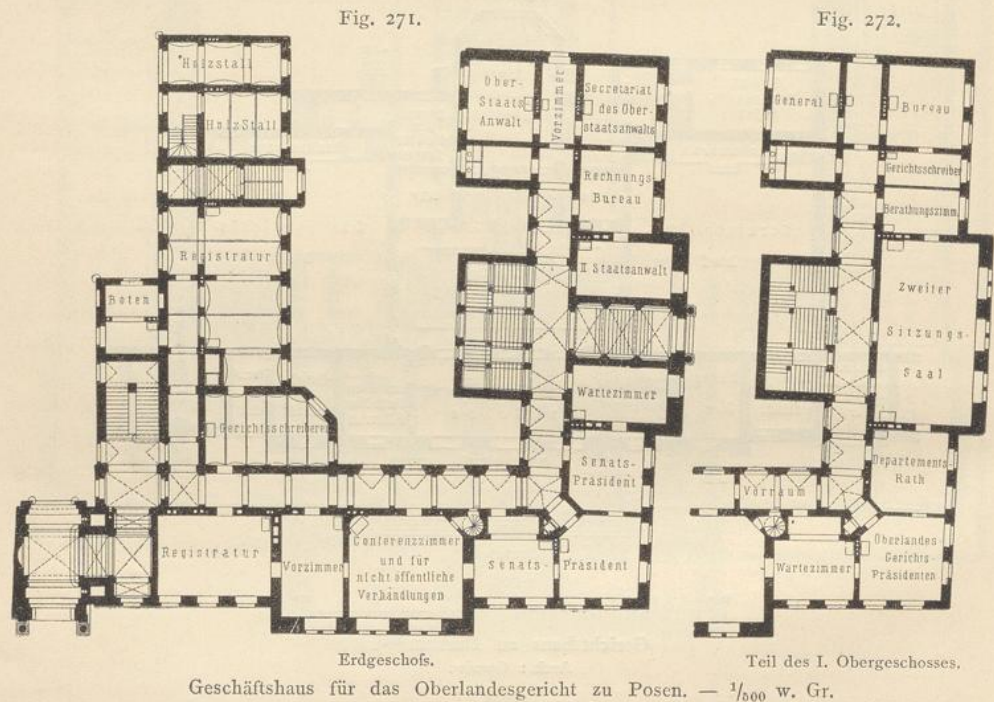 Fig. 271.
Fig. 272.
Holzstall
HolzStall
Registratur
Boten
Gerichtsschreiberei
Registratur
Vorzimmer
Conferenzzimmer
und für
nicht öffentliche
Verhandlungen
Senats-
Präsident
Senats-
Präsident
Wartezimmer
II Staatsanwalt
Rechnungs
Bureau
Ober-
Staats
Anwalt
Vorzimmer
Secretariat
des Ober-
staatsanwalts
General
Bureau
Gerichtsschreiber
Berathungszimm.
Zweiter
Sitzungs-
Saal
Departements-
Rath
Vorraum
Wartezimmer
Oberlandes-
Gerichts-
Präsidenten
Erdgeschoſs.
Teil des I. Obergeschosses.
Geschäftshaus für das Oberlandesgericht zu Posen. — 1/500 w. Gr.